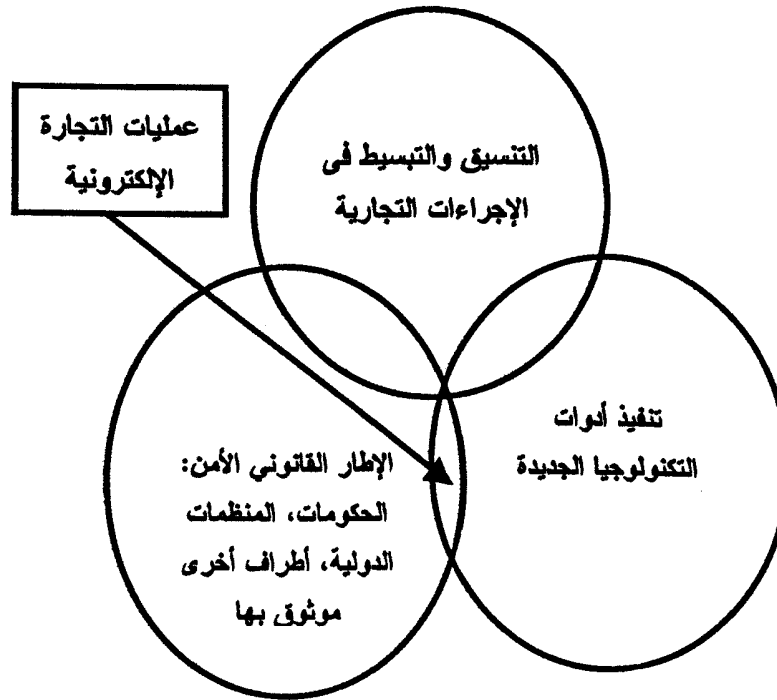 عمليات التجارة
الإلكترونية
التنسيق والتبسيط فى
الإجراءات التجارية
تنفيذ أدوات
التكنولوجيا الجديدة
الإطار القانوني الأمن:
الحكومات، المنظمات
الدولية، أطراف أخرى
موثوق بها